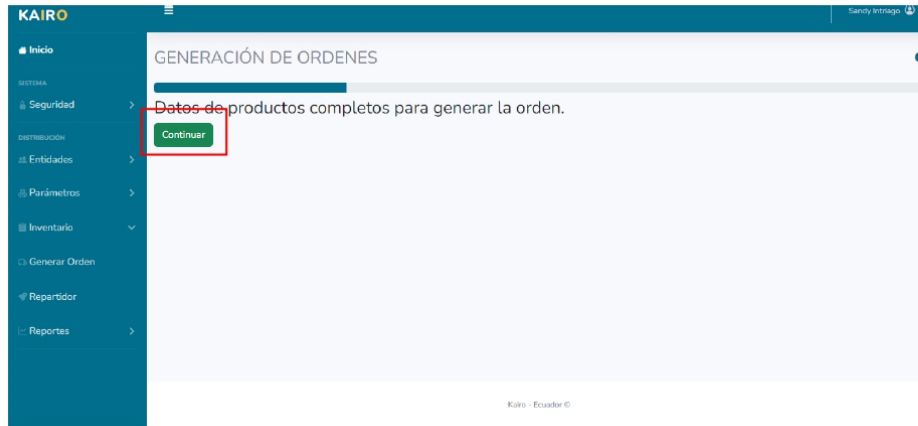 KAIRO
Sandy Intriago
Inicio
GENERACIÓN DE ORDENES
SISTEMA
Seguridad
Datos de productos completos para generar la orden.
Continuar
DISTRIBUCIÓN
Entidades
Parámetros
Inventario
Generar Orden
Repartidor
Reportes
Kairo - Ecuador ©